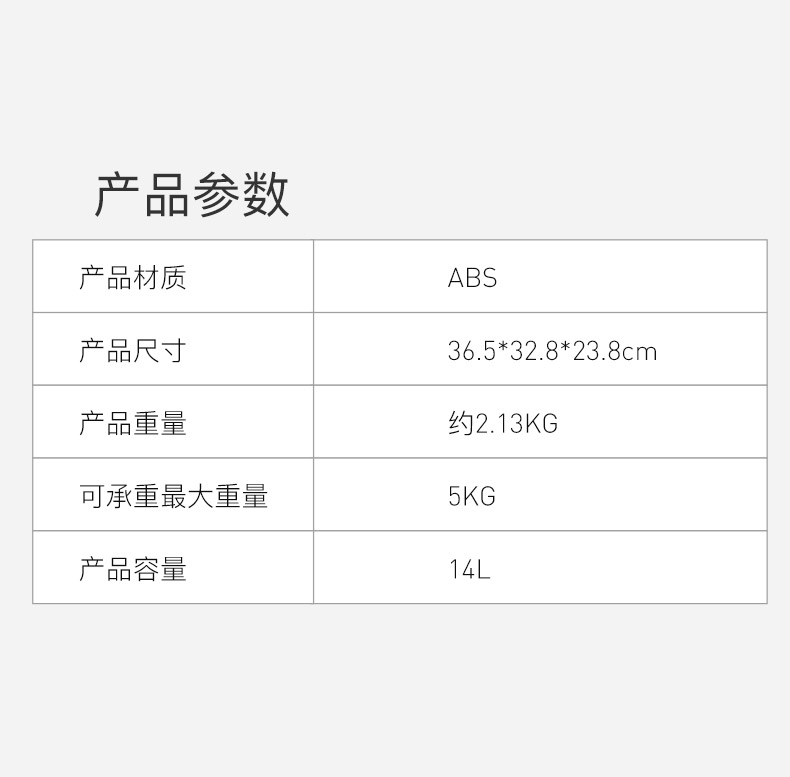 产品参数
产品材质 ABS
产品尺寸 36.5*32.8*23.8cm
产品重量 约2.13KG
可承重最大重量 5KG
产品容量 14L